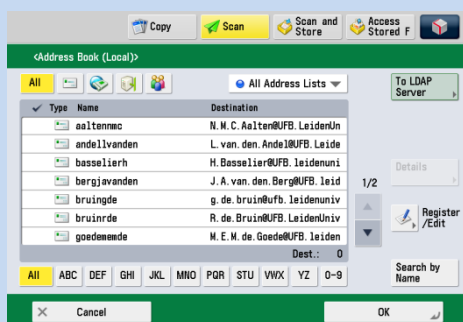 Copy
Scan
Scan and Store
Access Stored F
<Address Book (Local)>
All
All Address Lists
To LDAP Server
Type Name Destination
aaltennmc N.M.C.Aalten@UFB.LeidenUn
andellvanden L.van.den.Andel@UFB.Leide
basselierh H.Basselier@UFB.leidenuni
bergjavanden J.A.van.den.Berg@UFB.leid
bruingde g.de.bruin@ufb.leidenuniv
bruinrde R.de.Bruin@UFB.LeidenUniv
goedememde M.E.M.de.Goede@UFB.leiden
Details
1/2
Register /Edit
Dest.: 0
All ABC DEF GHI JKL MNO PQR STU VWX YZ 0-9
Search by Name
Cancel
OK